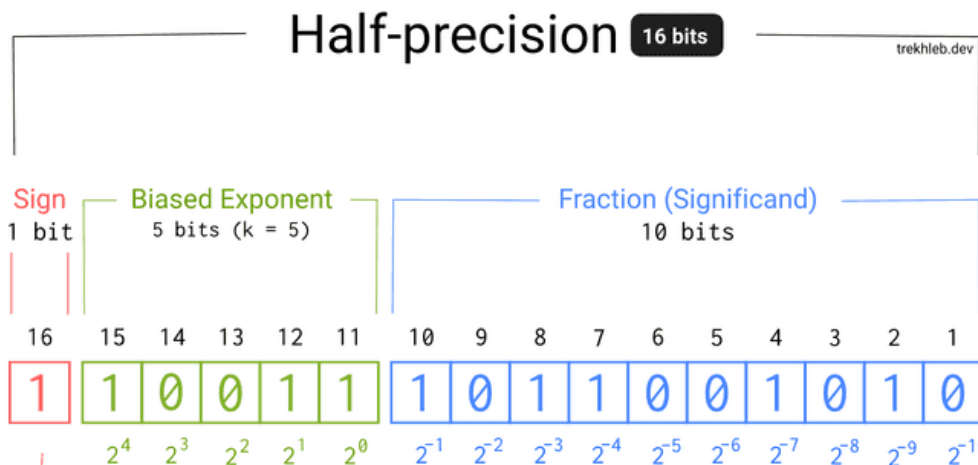 Half-precision 16 bits
trekhleb.dev
Sign Biased Exponent Fraction (Significand)
1 bit 5 bits (k = 5) 10 bits
16 15 14 13 12 11 10 9 8 7 6 5 4 3 2 1
1 1 0 0 1 1 1 0 1 1 0 0 1 0 1 0
2⁴ 2³ 2² 2¹ 2⁰ 2⁻¹ 2⁻² 2⁻³ 2⁻⁴ 2⁻⁵ 2⁻⁶ 2⁻⁷ 2⁻⁸ 2⁻⁹ 2⁻¹